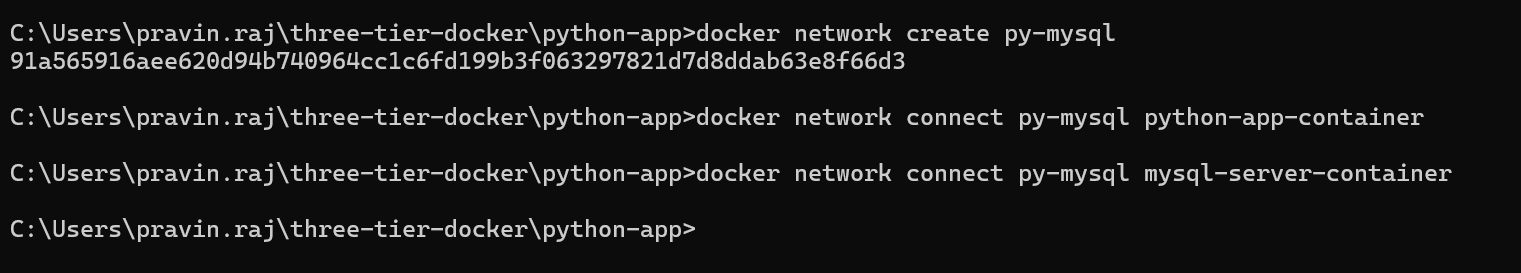 C:\Users\pravin.raj\three-tier-docker\python-app>docker network create py-mysql
91a565916aee620d94b740964cc1c6fd199b3f063297821d7d8ddab63e8f66d3
C:\Users\pravin.raj\three-tier-docker\python-app>docker network connect py-mysql python-app-container
C:\Users\pravin.raj\three-tier-docker\python-app>docker network connect py-mysql mysql-server-container
C:\Users\pravin.raj\three-tier-docker\python-app>